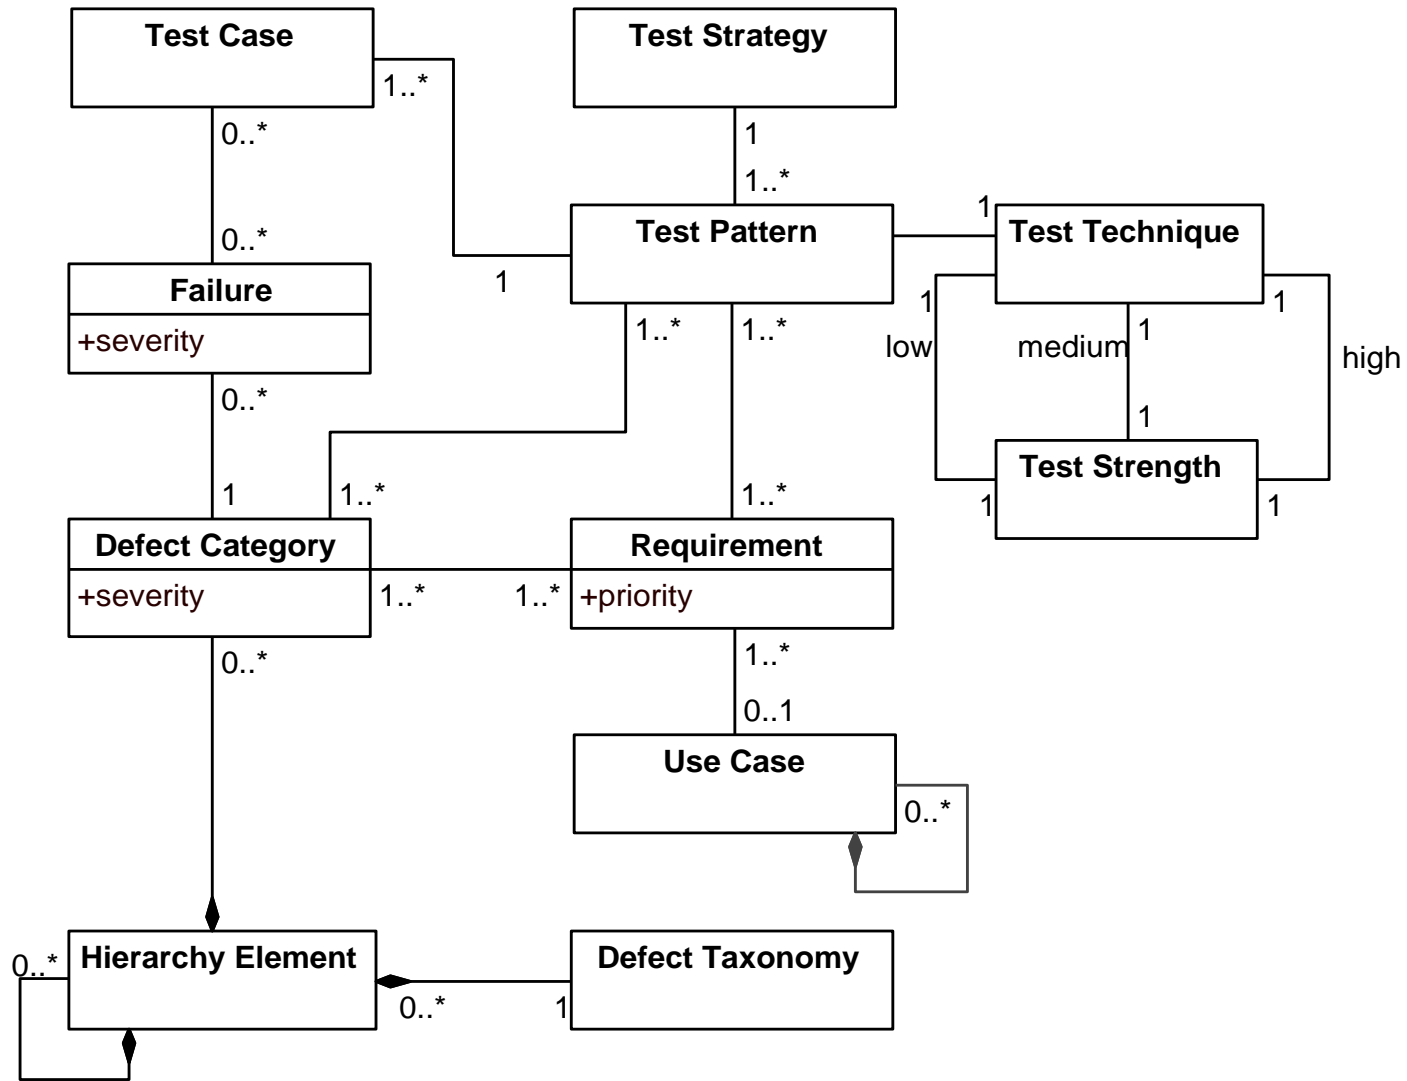 Test Case
Test Strategy
1..*
0..*
1
1..*
0..*
Test Pattern
1
Test Technique
1
Failure
+severity
1
1
1
1..*
1..*
low
medium
high
0..*
1
Test Strength
1
1..*
1..*
1
1
Defect Category
+severity
Requirement
+priority
1..*
1..*
0..*
1..*
0..1
Use Case
0..*
Hierarchy Element
Defect Taxonomy
0..*
0..*
1